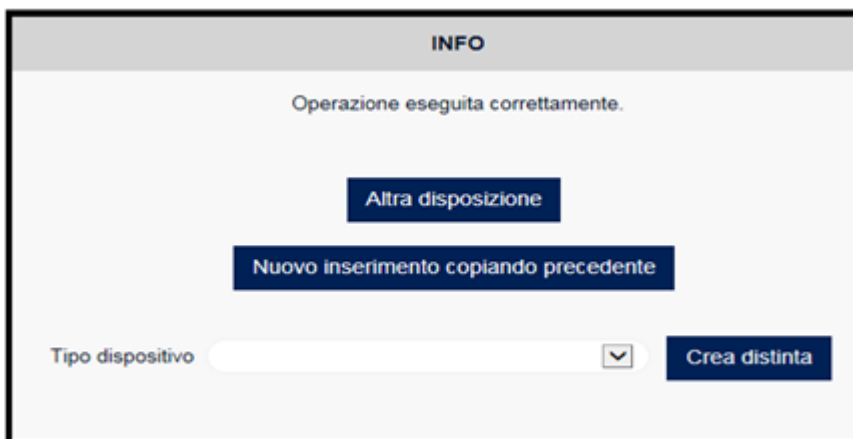 INFO
Operazione eseguita correttamente.
Altra disposizione
Nuovo inserimento copiando precedente
Tipo dispositivo
Crea distinta